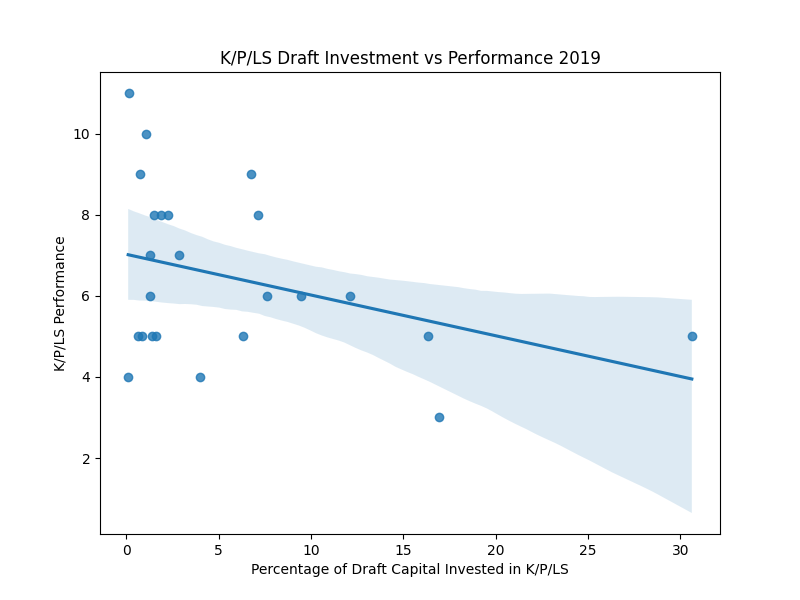 K/P/LS Draft Investment vs Performance 2019
K/P/LS Performance
10
8
6
4
2
0 5 10 15 20 25 30
Percentage of Draft Capital Invested in K/P/LS